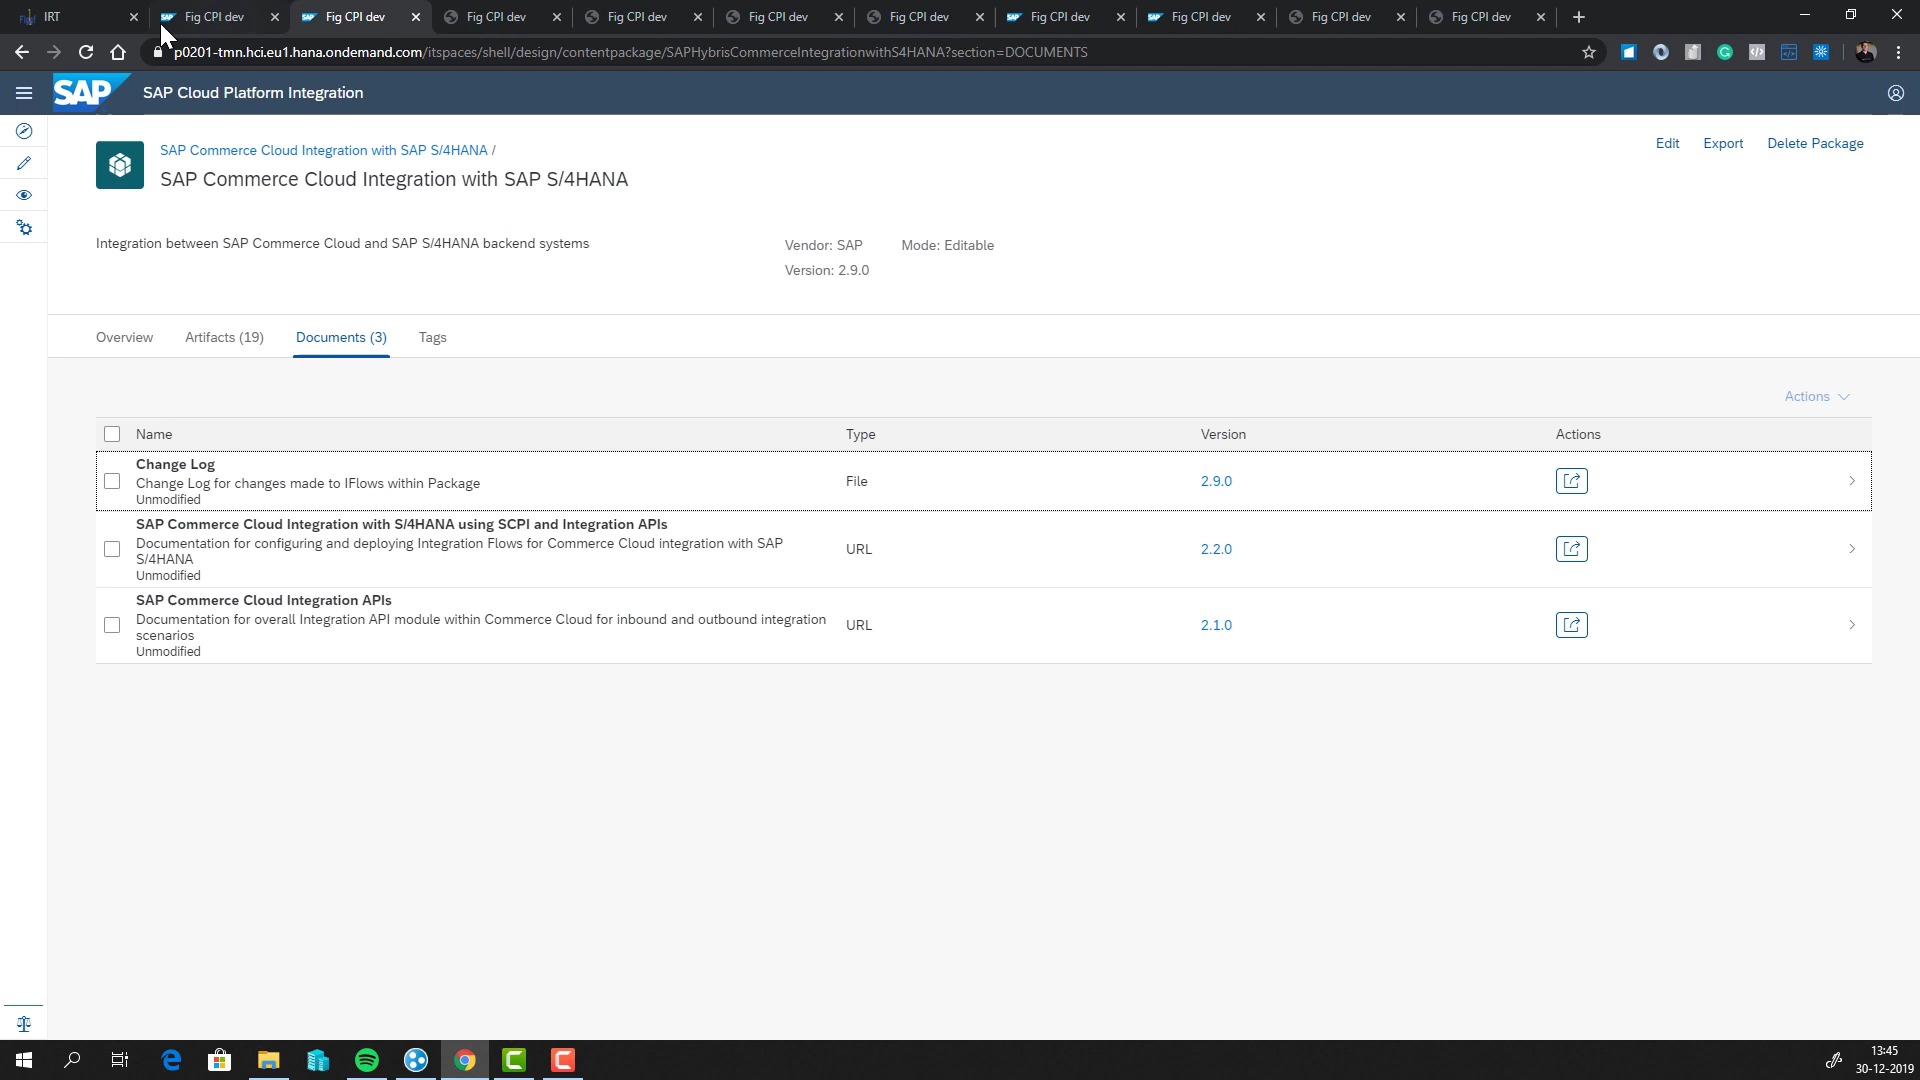 IRT
Fig CPI dev
Fig CPI dev
Fig CPI dev
Fig CPI dev
Fig CPI dev
Fig CPI dev
Fig CPI dev
Fig CPI dev
Fig CPI dev
Fig CPI dev
p0201-tmn.hci.eu1.hana.ondemand.com/itspaces/shell/design/contentpackage/SAPHybrisCommerceIntegrationwithS4HANA?section=DOCUMENTS
SAP
SAP Cloud Platform Integration
SAP Commerce Cloud Integration with SAP S/4HANA /
Edit
Export
Delete Package
SAP Commerce Cloud Integration with SAP S/4HANA
Integration between SAP Commerce Cloud and SAP S/4HANA backend systems
Vendor: SAP
Mode: Editable
Version: 2.9.0
Overview
Artifacts (19)
Documents (3)
Tags
Actions
Name
Type
Version
Actions
Change Log
Change Log for changes made to IFlows within Package
Unmodified
File
2.9.0
SAP Commerce Cloud Integration with S/4HANA using SCPI and Integration APIs
Documentation for configuring and deploying Integration Flows for Commerce Cloud integration with SAP
S/4HANA
Unmodified
URL
2.2.0
SAP Commerce Cloud Integration APIs
Documentation for overall Integration API module within Commerce Cloud for inbound and outbound integration
scenarios
Unmodified
URL
2.1.0
13:45
30-12-2019